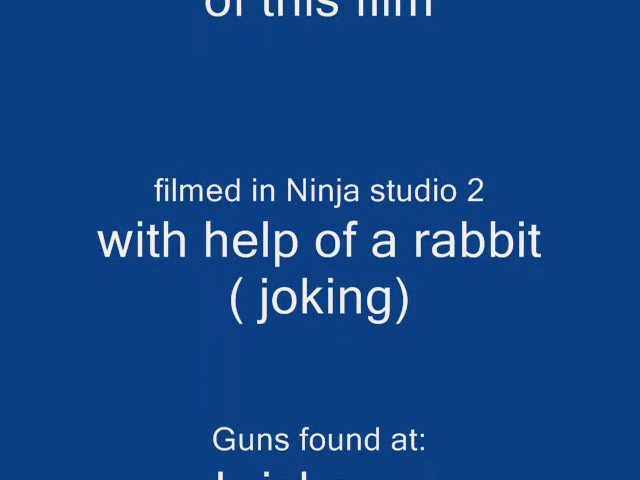 of this film
filmed in Ninja studio 2
with help of a rabbit
( joking)
Guns found at: